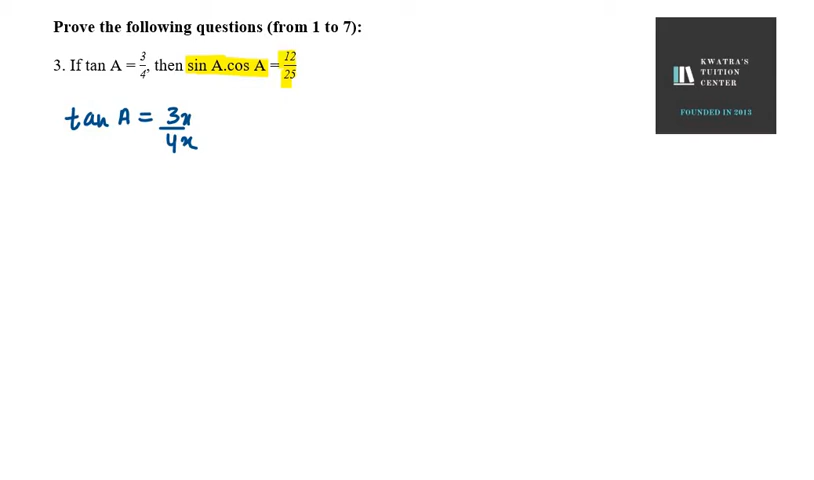 Prove the following questions (from 1 to 7):
3. If tan A = 3/4, then sin A.cos A = 12/25
tan A = 3x/4x
KWATRA'S
TUITION
CENTER
FOUNDED IN 2013